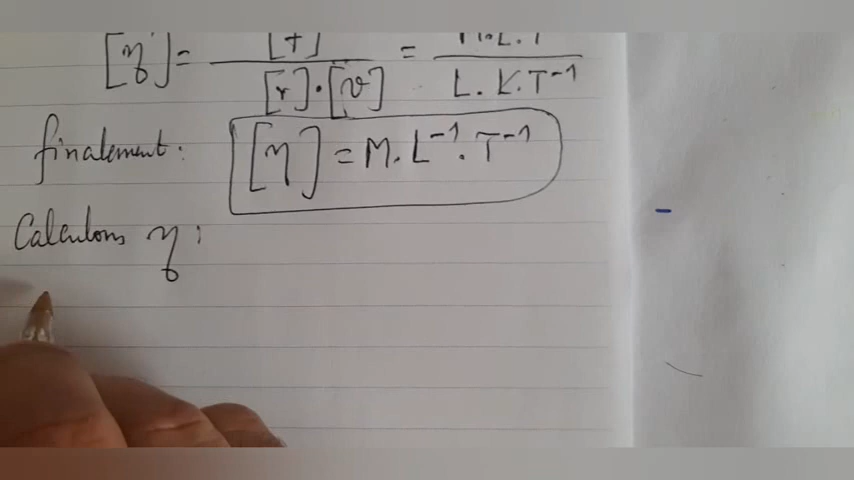 [η] = [f] / [r]·[v] = M.L.T / L.L.T⁻¹
finalement: [η] = M.L⁻¹.T⁻¹
Calculons η: